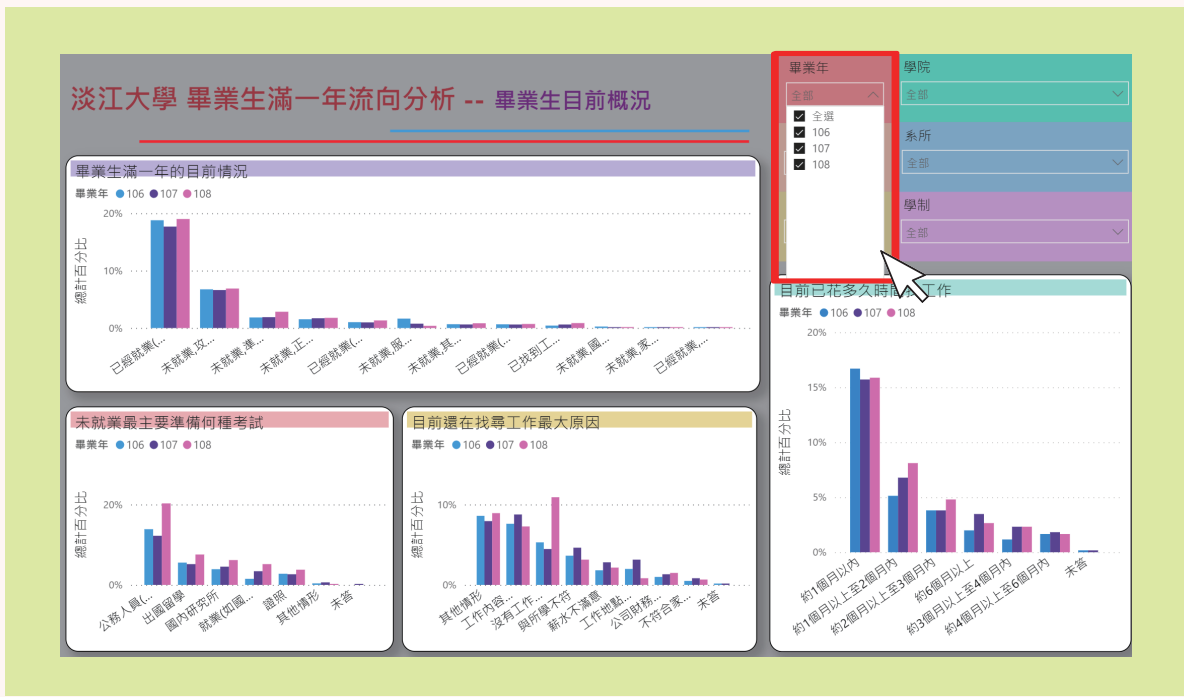 淡江大學 畢業生滿一年流向分析 -- 畢業生目前概況
畢業年
全部
全選
106
107
108
學院
全部
系所
全部
學制
全部
畢業生滿一年的目前情況
畢業年 106 107 108
總計百分比
20%
10%
0%
已經就業(...
未就業,攻...
未就業,準...
未就業,正...
已經就業(...
未就業,服...
未就業,其...
已經就業(...
已找到工...
未就業,國...
未就業,家...
已經就業,...
未就業最主要準備何種考試
畢業年 106 107 108
總計百分比
20%
0%
公務人員(...
出國留學
國內研究所
就業(如國...
證照
其他情形
未答
目前還在找尋工作最大原因
畢業年 106 107 108
總計百分比
10%
0%
其他情形
工作內容...
沒有工作...
與所學不符
薪水不滿意
工作地點...
公司財務...
不符合家...
未答
目前已花多久時間找工作
畢業年 106 107 108
總計百分比
20%
15%
10%
5%
0%
約1個月以內
約1個月以上至2個月內
約2個月以上至3個月內
約6個月以上
約3個月以上至4個月內
約4個月以上至6個月內
未答